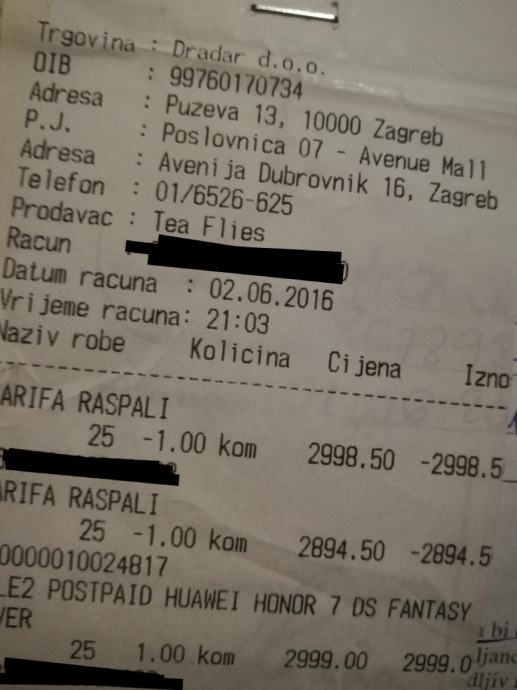 Trgovina : Dradar d.o.o.
OIB : 99760170734
Adresa : Puzeva 13, 10000 Zagreb
P.J. : Poslovnica 07 - Avenue Mall
Adresa : Avenija Dubrovnik 16, Zagreb
Telefon : 01/6526-625
Prodavac : Tea Flies
Racun
Datum racuna : 02.06.2016
Vrijeme racuna: 21:03
Naziv robe Kolicina Cijena Izno
ARIFA RASPALI
25 -1.00 kom 2998.50 -2998.5
ARIFA RASPALI
25 -1.00 kom 2894.50 -2894.5
0000010024817
LE2 POSTPAID HUAWEI HONOR 7 DS FANTASY
VER
25 1.00 kom 2999.00 2999.0